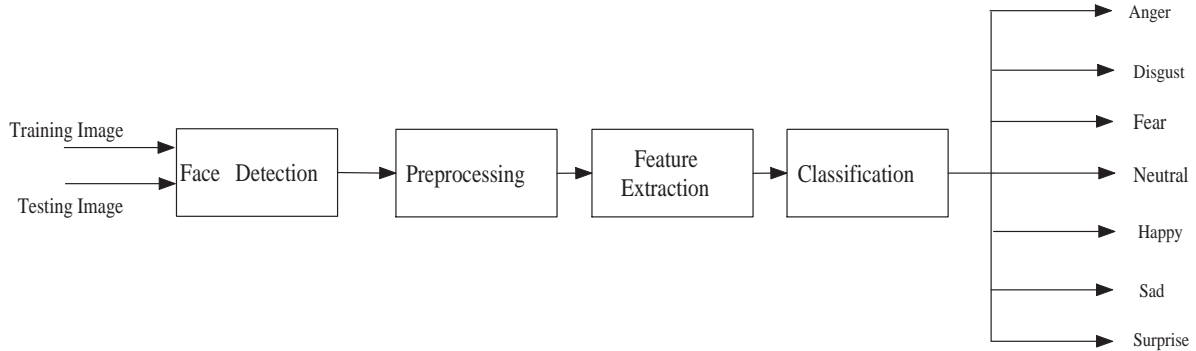 Training Image
Testing Image
Face Detection
Preprocessing
Feature
Extraction
Classification
Anger
Disgust
Fear
Neutral
Happy
Sad
Surprise